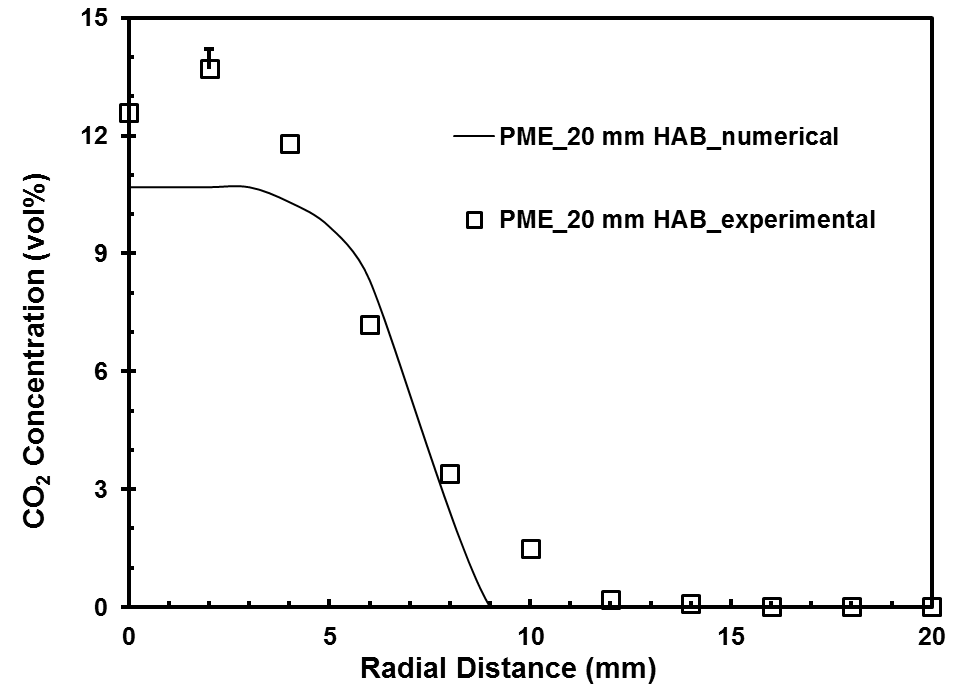 15
12
9
6
3
0
CO₂ Concentration (vol%)
PME_20 mm HAB_numerical
PME_20 mm HAB_experimental
0 5 10 15 20
Radial Distance (mm)